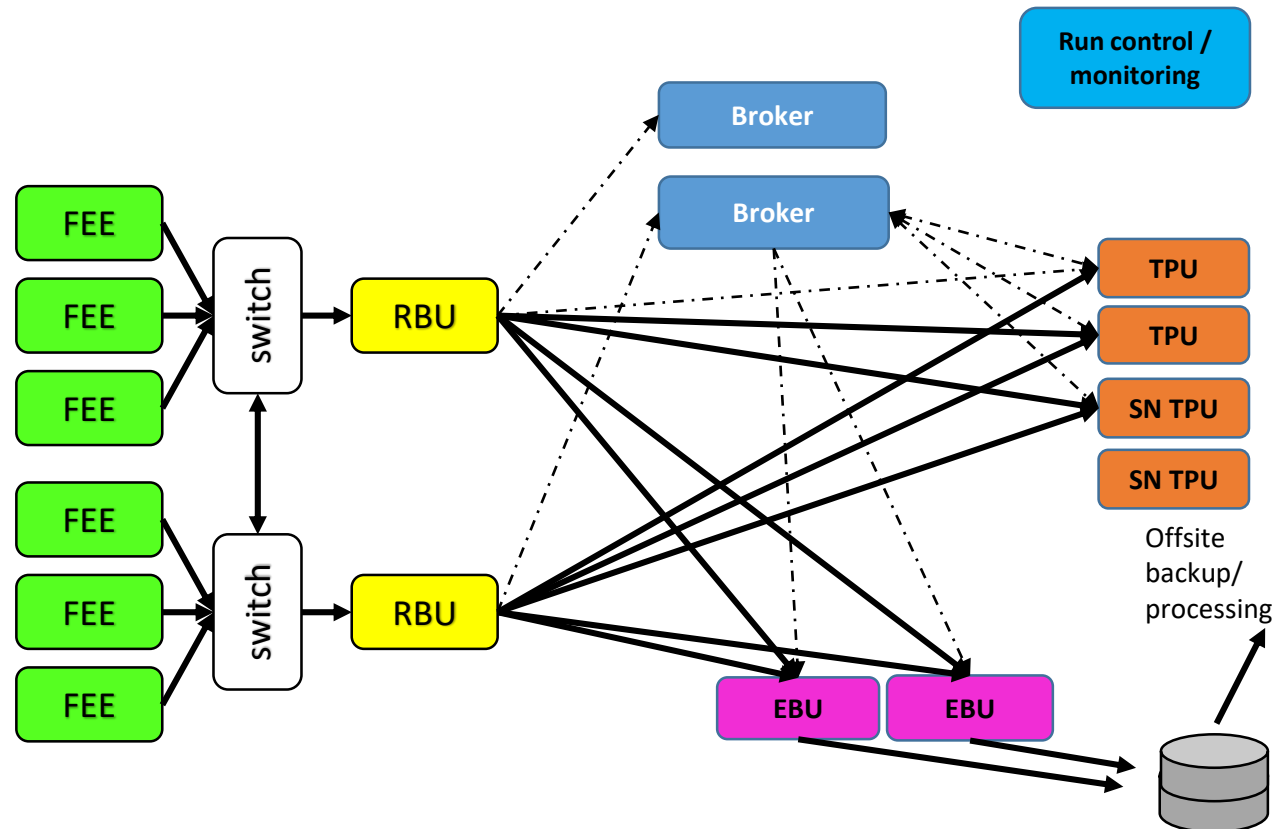 Run control /
monitoring
Broker
Broker
FEE
FEE
FEE
switch
RBU
TPU
TPU
SN TPU
SN TPU
FEE
FEE
FEE
switch
RBU
Offsite
backup/
processing
EBU
EBU